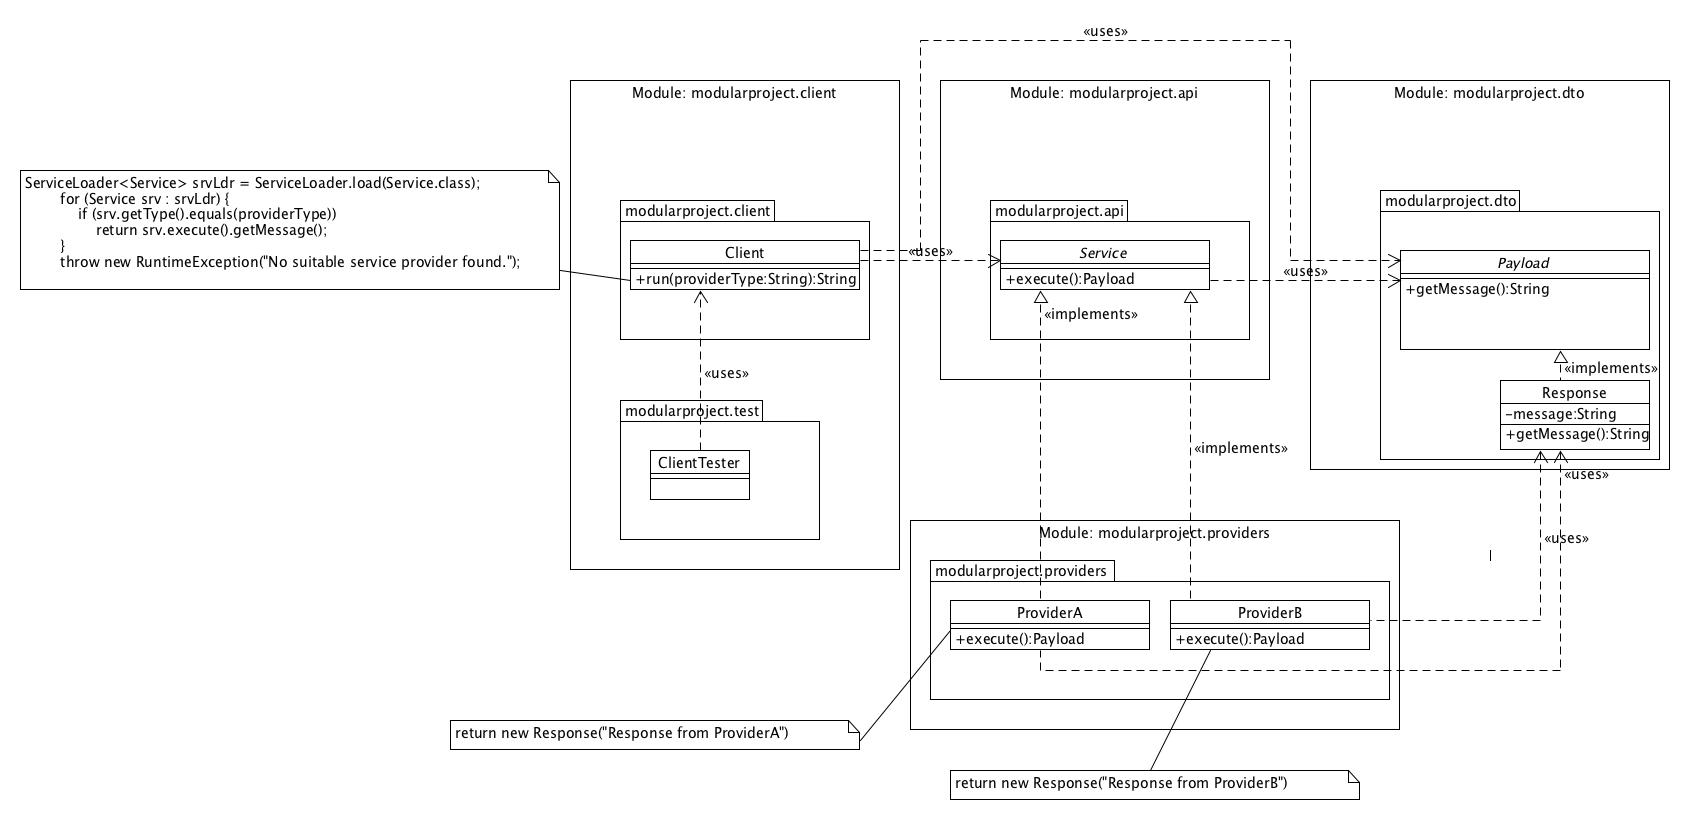 «uses»
Module: modularproject.client
Module: modularproject.api
Module: modularproject.dto
ServiceLoader<Service> srvLdr = ServiceLoader.load(Service.class);
for (Service srv : srvLdr) {
if (srv.getType().equals(providerType))
return srv.execute().getMessage();
}
throw new RuntimeException("No suitable service provider found.");
modularproject.client
Client
+run(providerType:String):String
«uses»
modularproject.api
Service
+execute():Payload
«uses»
modularproject.dto
Payload
+getMessage():String
«implements»
«implements»
Response
-message:String
+getMessage():String
«uses»
modularproject.test
ClientTester
«implements»
«uses»
«uses»
Module: modularproject.providers
modularproject.providers
ProviderA
+execute():Payload
ProviderB
+execute():Payload
return new Response("Response from ProviderA")
return new Response("Response from ProviderB")